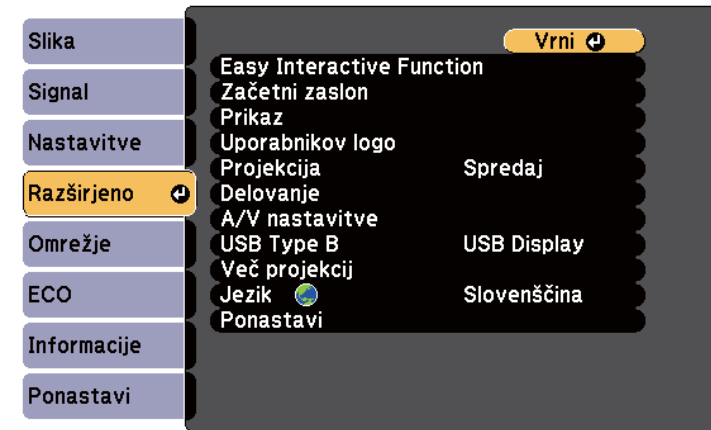 Slika
Signal
Nastavitve
Razširjeno
Omrežje
ECO
Informacije
Ponastavi
Vrni
Easy Interactive Function
Začetni zaslon
Prikaz
Uporabnikov logo
Projekcija Spredaj
Delovanje
A/V nastavitve
USB Type B USB Display
Več projekcij
Jezik Slovenščina
Ponastavi